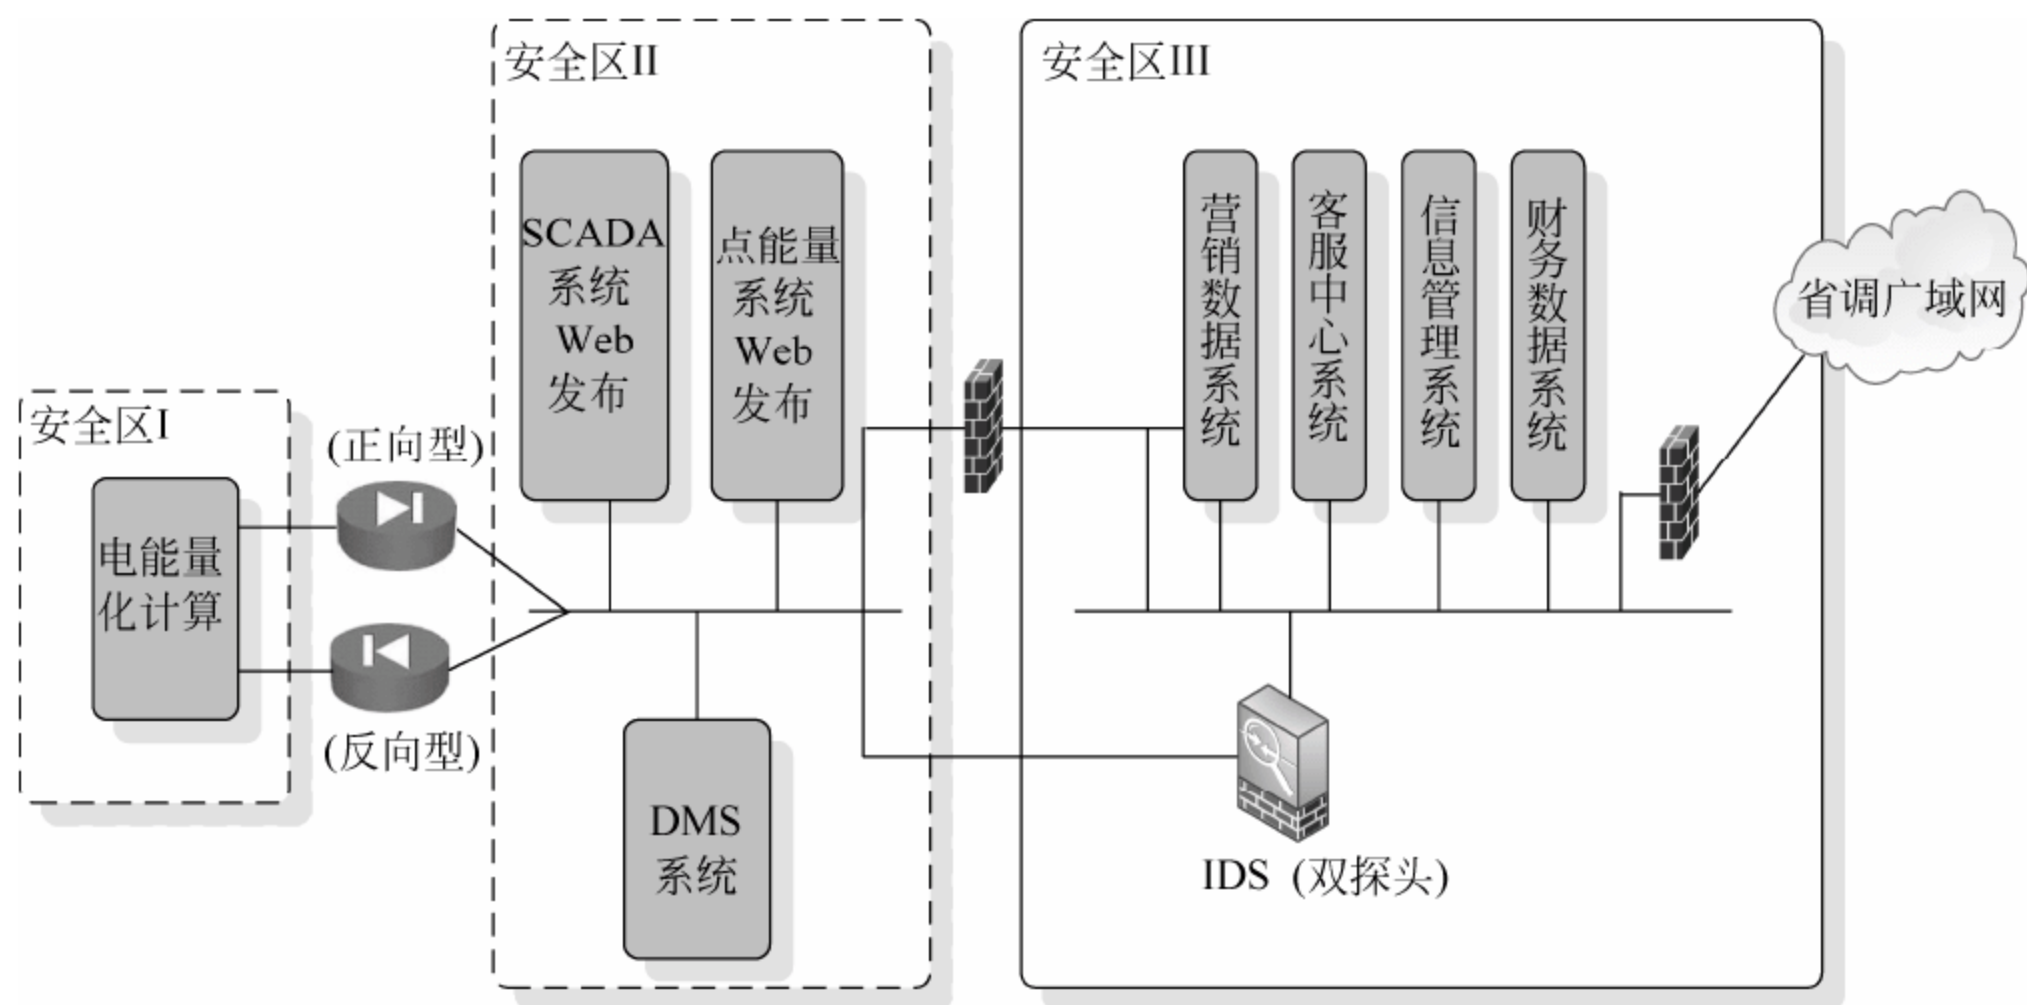 安全区I
电能量
化计算
(正向型)
(反向型)
安全区II
SCADA
系统
Web
发布
点能量
系统
Web
发布
DMS
系统
安全区III
营销数据系统
客服中心系统
信息管理系统
财务数据系统
IDS (双探头)
省调广域网